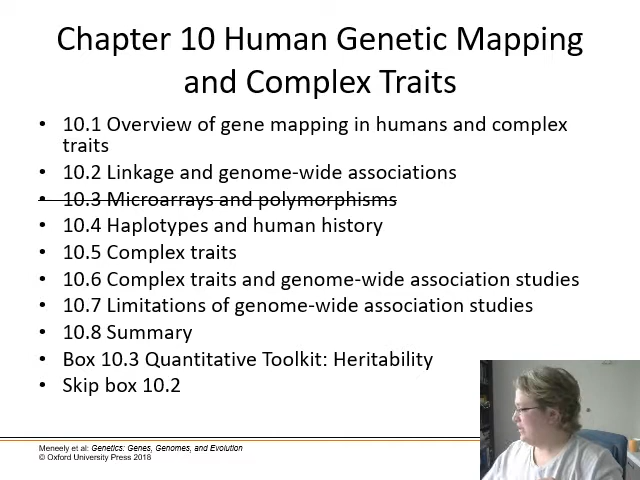 Chapter 10 Human Genetic Mapping
and Complex Traits
• 10.1 Overview of gene mapping in humans and complex
traits
• 10.2 Linkage and genome-wide associations
• 10.3 Microarrays and polymorphisms
• 10.4 Haplotypes and human history
• 10.5 Complex traits
• 10.6 Complex traits and genome-wide association studies
• 10.7 Limitations of genome-wide association studies
• 10.8 Summary
• Box 10.3 Quantitative Toolkit: Heritability
• Skip box 10.2
Meneely et al: Genetics: Genes, Genomes, and Evolution
© Oxford University Press 2018